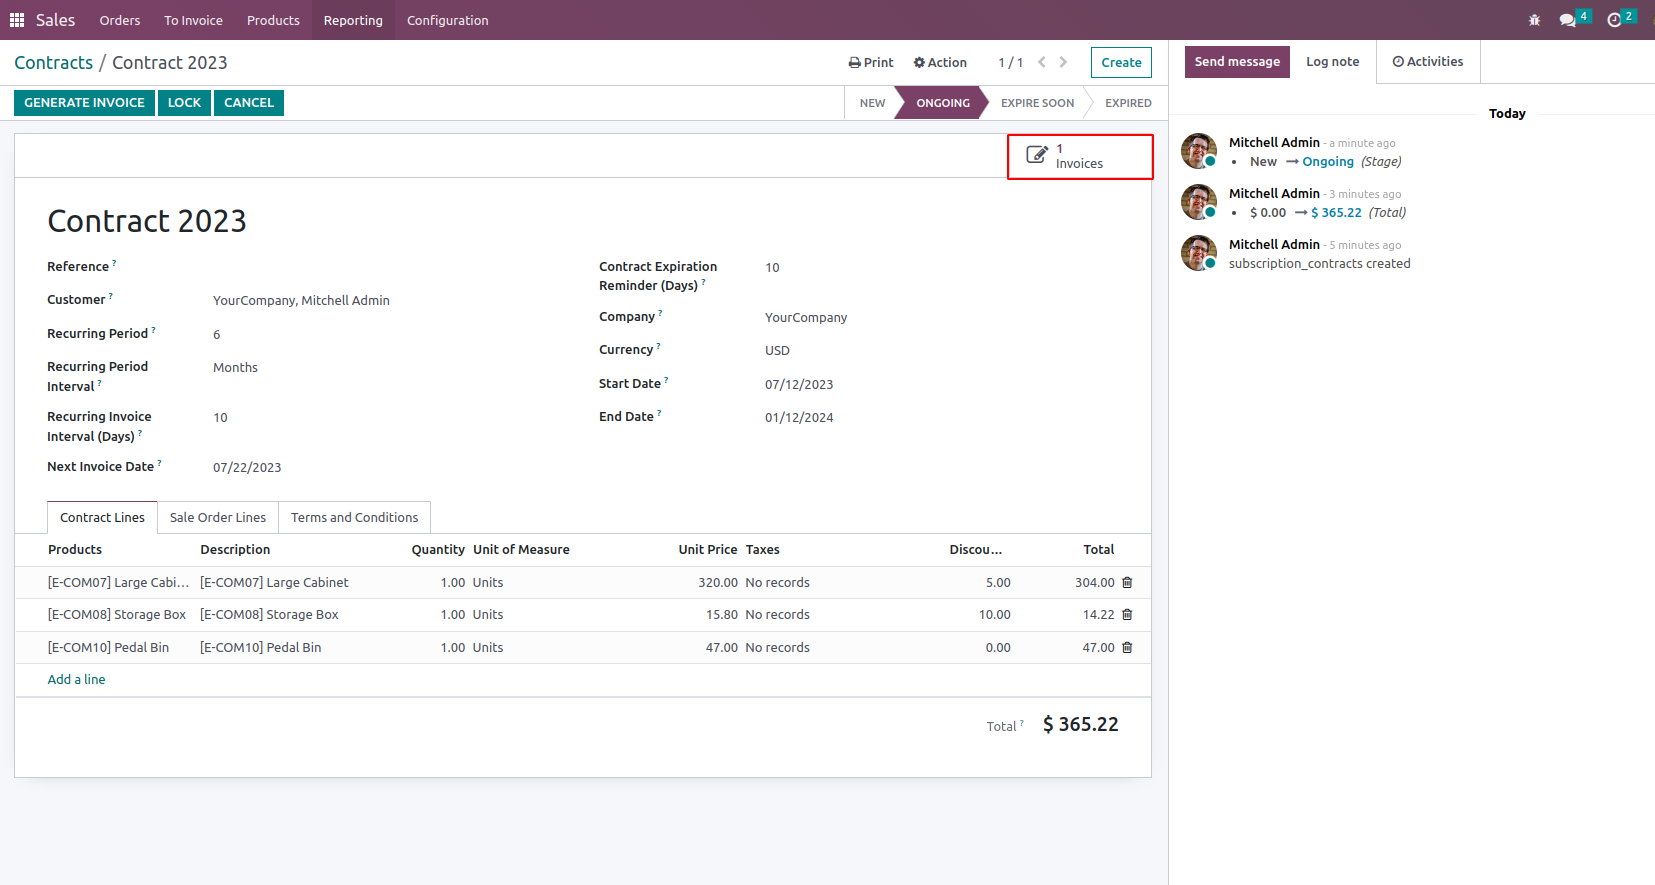 Sales Orders To Invoice Products Reporting Configuration 4 2
Contracts / Contract 2023 Print Action 1 / 1 Create
Send message Log note Activities
GENERATE INVOICE LOCK CANCEL NEW ONGOING EXPIRE SOON EXPIRED
1
Invoices
Contract 2023
Reference ?
Customer ? YourCompany, Mitchell Admin
Recurring Period ? 6
Recurring Period
Interval ? Months
Recurring Invoice
Interval (Days) ? 10
Next Invoice Date ? 07/22/2023
Contract Expiration
Reminder (Days) ? 10
Company ? YourCompany
Currency ? USD
Start Date ? 07/12/2023
End Date ? 01/12/2024
Contract Lines Sale Order Lines Terms and Conditions
Products Description Quantity Unit of Measure Unit Price Taxes Discou... Total
[E-COM07] Large Cabi... [E-COM07] Large Cabinet 1.00 Units 320.00 No records 5.00 304.00
[E-COM08] Storage Box [E-COM08] Storage Box 1.00 Units 15.80 No records 10.00 14.22
[E-COM10] Pedal Bin [E-COM10] Pedal Bin 1.00 Units 47.00 No records 0.00 47.00
Add a line
Total ? $ 365.22
Today
Mitchell Admin - a minute ago
• New → Ongoing (Stage)
Mitchell Admin - 3 minutes ago
• $ 0.00 → $ 365.22 (Total)
Mitchell Admin - 5 minutes ago
subscription_contracts created